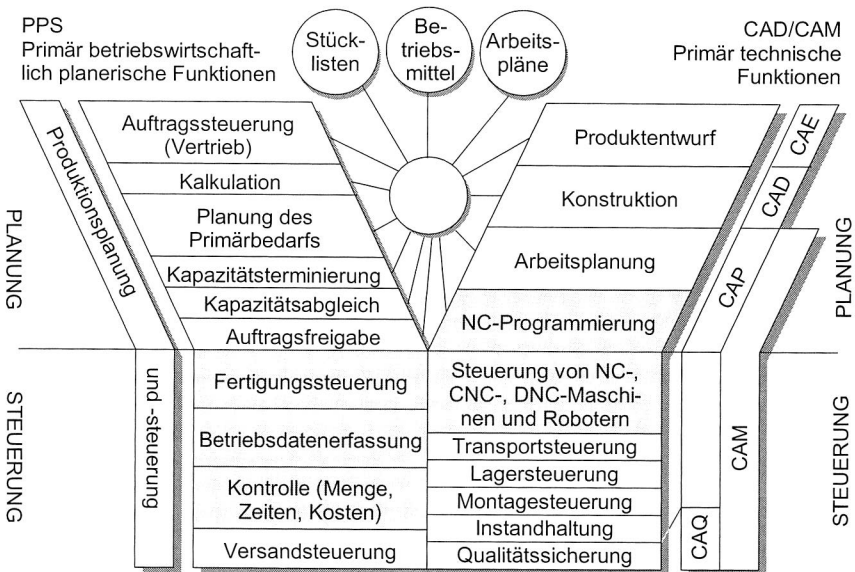 PPS
Primär betriebswirtschaft-
lich planerische Funktionen
Stück-
listen
Be-
triebs-
mittel
Arbeits-
pläne
CAD/CAM
Primär technische
Funktionen
PLANUNG
STEUERUNG
Produktionsplanung
und -steuerung
Auftragssteuerung
(Vertrieb)
Kalkulation
Planung des
Primärbedarfs
Kapazitätsterminierung
Kapazitätsabgleich
Auftragsfreigabe
Fertigungssteuerung
Betriebsdatenerfassung
Kontrolle (Menge,
Zeiten, Kosten)
Versandsteuerung
Produktentwurf
Konstruktion
Arbeitsplanung
NC-Programmierung
Steuerung von NC-,
CNC-, DNC-Maschi-
nen und Robotern
Transportsteuerung
Lagersteuerung
Montagesteuerung
Instandhaltung
Qualitätssicherung
CAE
CAD
CAP
CAM
CAQ
PLANUNG
STEUERUNG